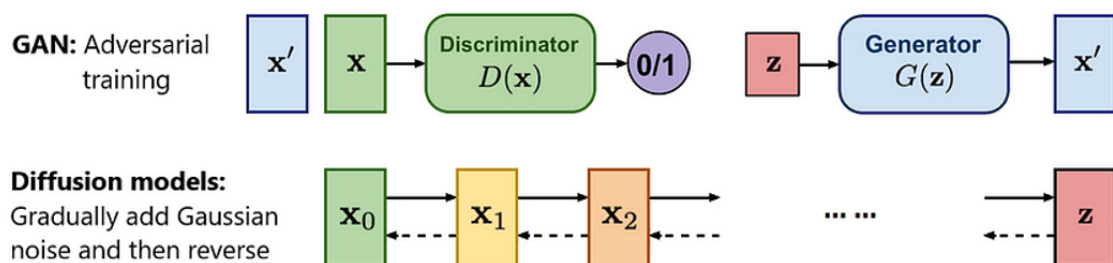 GAN: Adversarial
training
x′
x
Discriminator
D(x)
0/1
z
Generator
G(z)
x′
Diffusion models:
Gradually add Gaussian
noise and then reverse
x₀
x₁
x₂
... ...
z